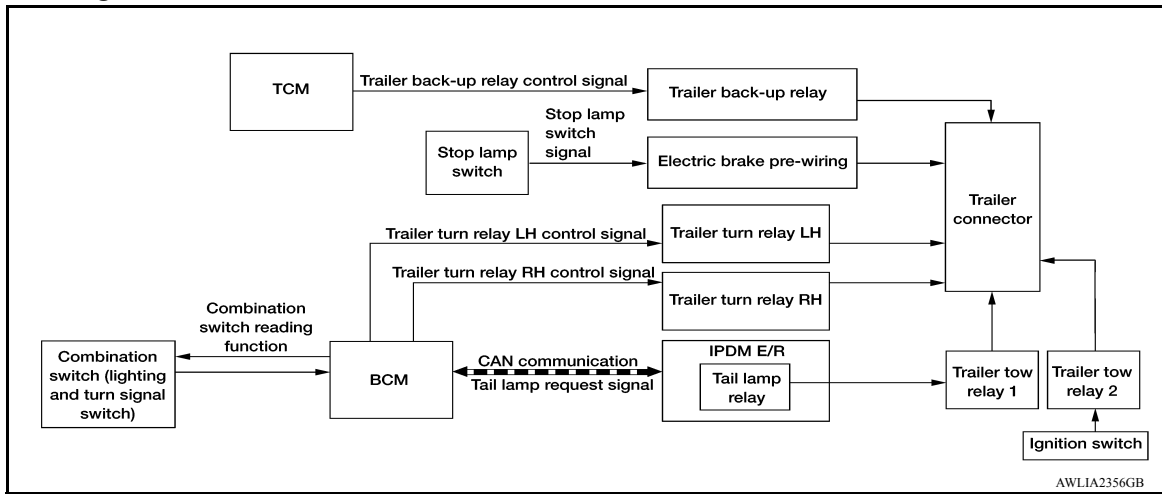 TCM
Trailer back-up relay control signal
Trailer back-up relay
Stop lamp
switch
signal
Stop lamp
switch
Electric brake pre-wiring
Trailer
connector
Trailer turn relay LH control signal
Trailer turn relay LH
Trailer turn relay RH control signal
Trailer turn relay RH
Combination
switch reading
function
Combination
switch (lighting
and turn signal
switch)
BCM
CAN communication
Tail lamp request signal
IPDM E/R
Tail lamp
relay
Trailer tow
relay 1
Trailer tow
relay 2
Ignition switch
AWLIA2356GB